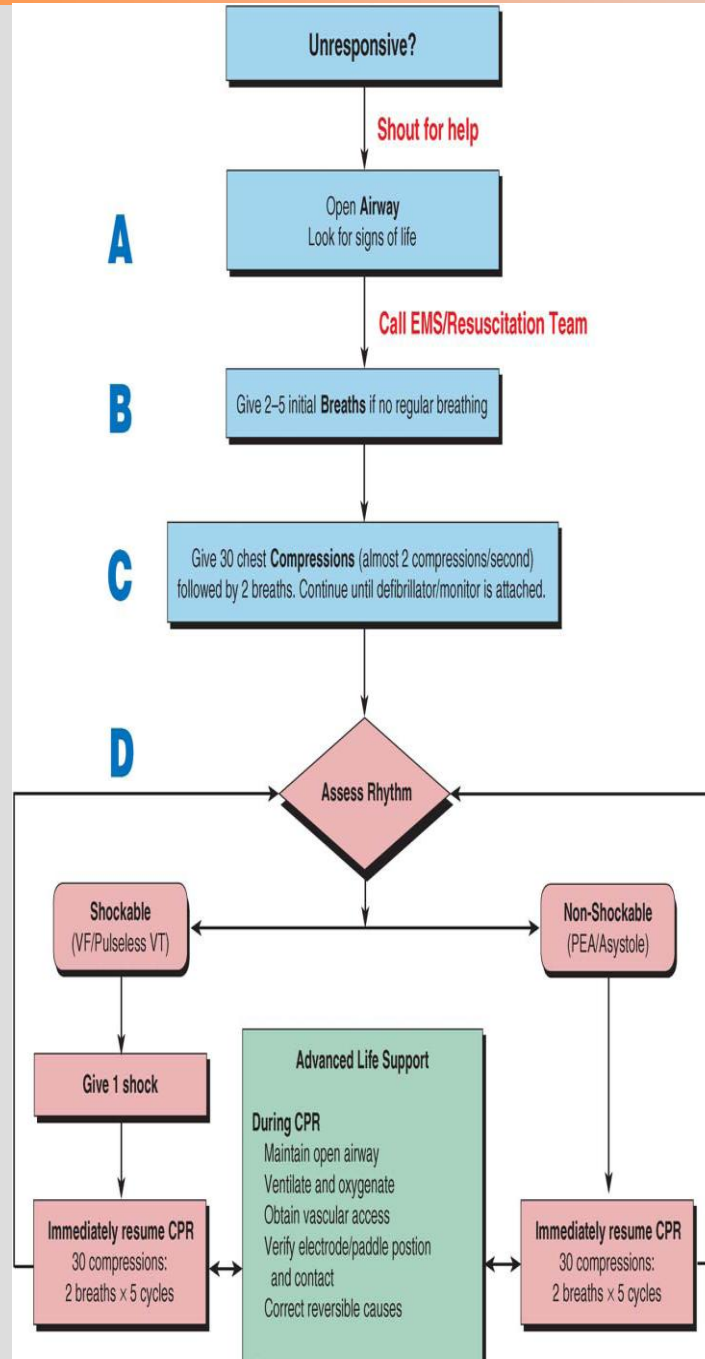 Unresponsive?
Shout for help
A
Open Airway
Look for signs of life
Call EMS/Resuscitation Team
B
Give 2–5 initial Breaths if no regular breathing
C
Give 30 chest Compressions (almost 2 compressions/second)
followed by 2 breaths. Continue until defibrillator/monitor is attached.
D
Assess Rhythm
Shockable
(VF/Pulseless VT)
Non-Shockable
(PEA/Asystole)
Give 1 shock
Immediately resume CPR
30 compressions:
2 breaths × 5 cycles
Advanced Life Support
During CPR
Maintain open airway
Ventilate and oxygenate
Obtain vascular access
Verify electrode/paddle postion
and contact
Correct reversible causes
Immediately resume CPR
30 compressions:
2 breaths × 5 cycles